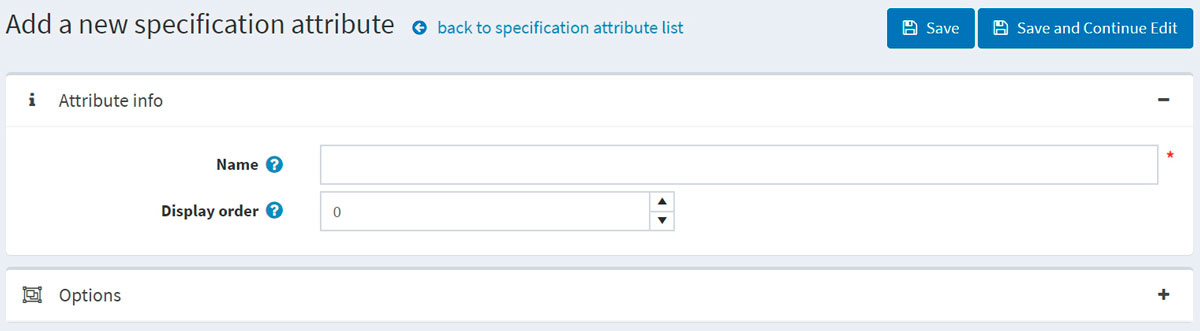 Add a new specification attribute back to specification attribute list Save Save and Continue Edit
Attribute info
Name *
Display order 0
Options